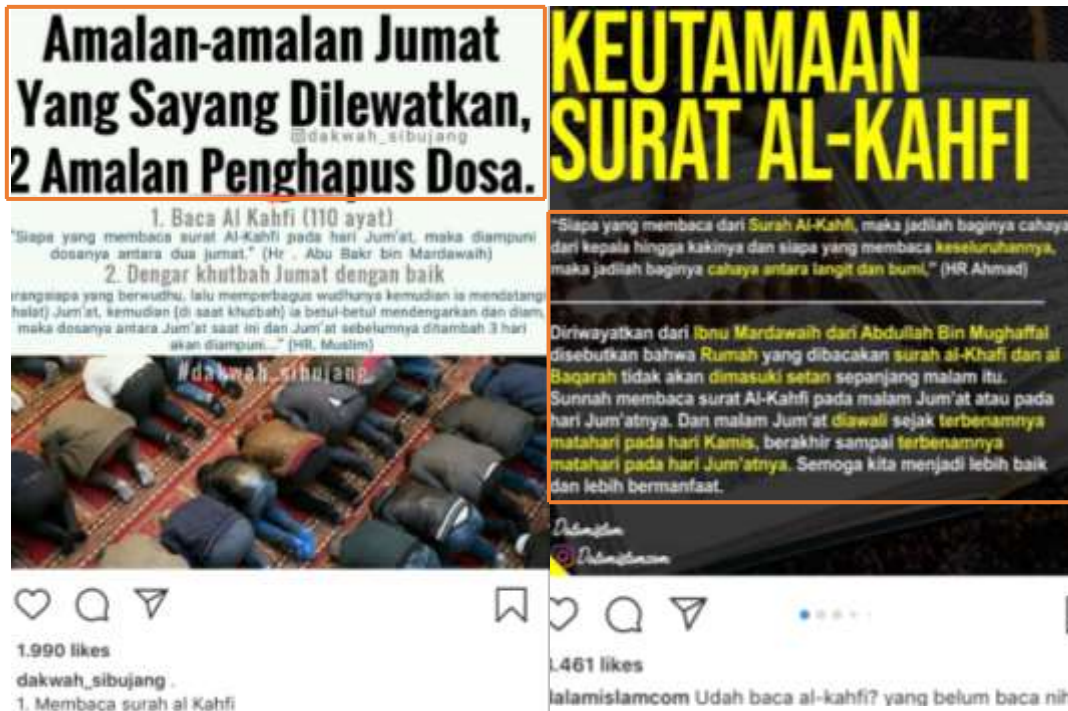 Amalan-amalan Jumat
Yang Sayang Dilewatkan,
@dakwah_sibujang
2 Amalan Penghapus Dosa.
1. Baca Al Kahfi (110 ayat)
"Siapa yang membaca surat Al-Kahfi pada hari Jum'at, maka diampuni
dosanya antara dua jumat." (Hr . Abu Bakr bin Mardawaih)
2. Dengar khutbah Jumat dengan baik
rangsiapa yang berwudhu, lalu memperbagus wudhunya kemudian ia mendatangi
halat) Jum'at, kemudian (di saat khutbah) ia betul-betul mendengarkan dan diam,
maka dosanya antara Jum'at saat ini dan Jum'at sebelumnya ditambah 3 hari
akan diampuni..." (HR. Muslim)
#dakwah_sibujang
1.990 likes
dakwah_sibujang .
1. Membaca surah al Kahfi
KEUTAMAAN
SURAT AL-KAHFI
"Siapa yang membaca dari Surah Al-Kahfi, maka jadilah baginya cahaya
dari kepala hingga kakinya dan siapa yang membaca keseluruhannya,
maka jadilah baginya cahaya antara langit dan bumi," (HR Ahmad)
Diriwayatkan dari Ibnu Mardawaih dari Abdullah Bin Mughaffal
disebutkan bahwa Rumah yang dibacakan surah al-Khafi dan al
Baqarah tidak akan dimasuki setan sepanjang malam itu.
Sunnah membaca surat Al-Kahfi pada malam Jum'at atau pada
hari Jum'atnya. Dan malam Jum'at diawali sejak terbenamnya
matahari pada hari Kamis, berakhir sampai terbenamnya
matahari pada hari Jum'atnya. Semoga kita menjadi lebih baik
dan lebih bermanfaat.
.461 likes
lalamislamcom Udah baca al-kahfi? yang belum baca nih